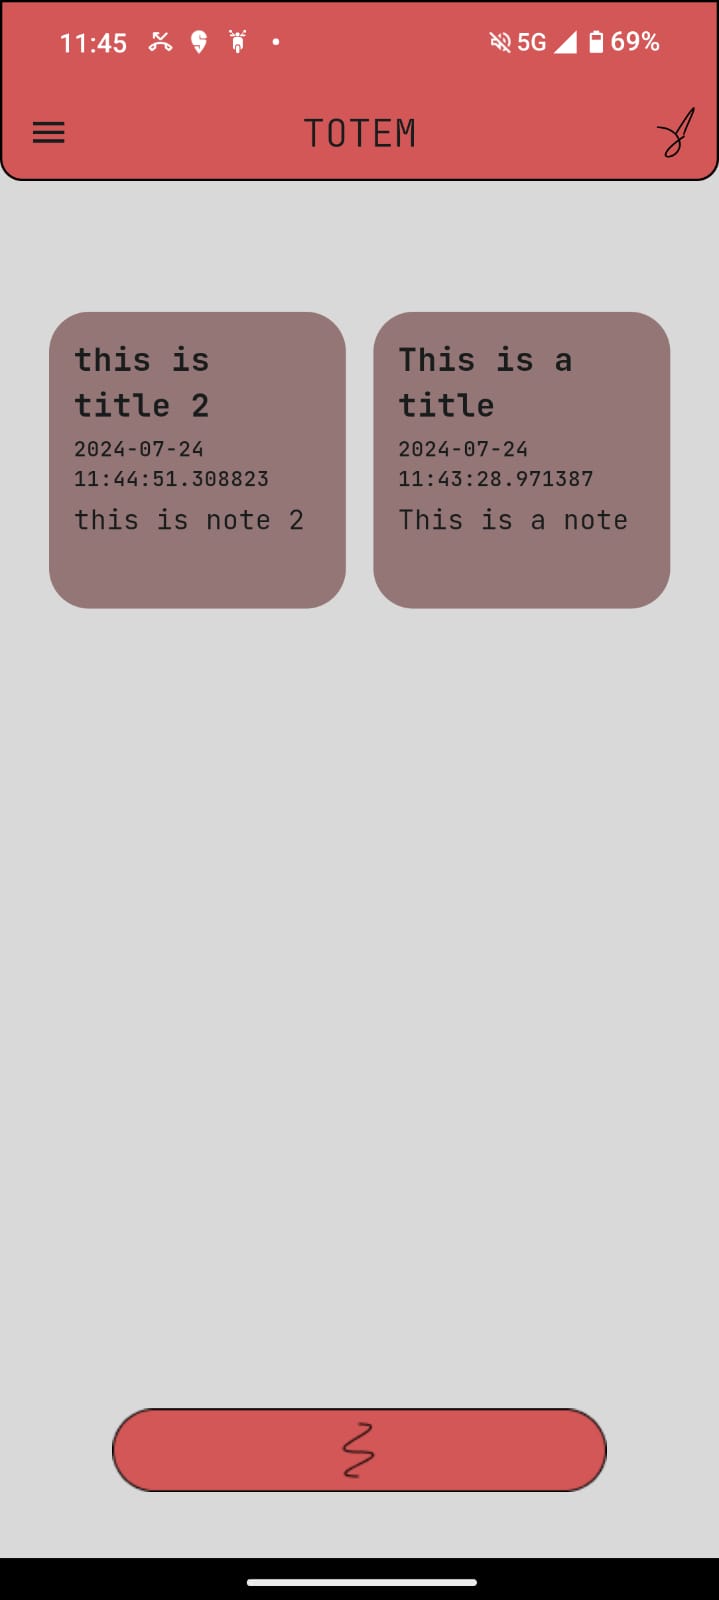 11:45 5G 69%
TOTEM
this is
title 2
2024-07-24
11:44:51.308823
this is note 2
This is a
title
2024-07-24
11:43:28.971387
This is a note